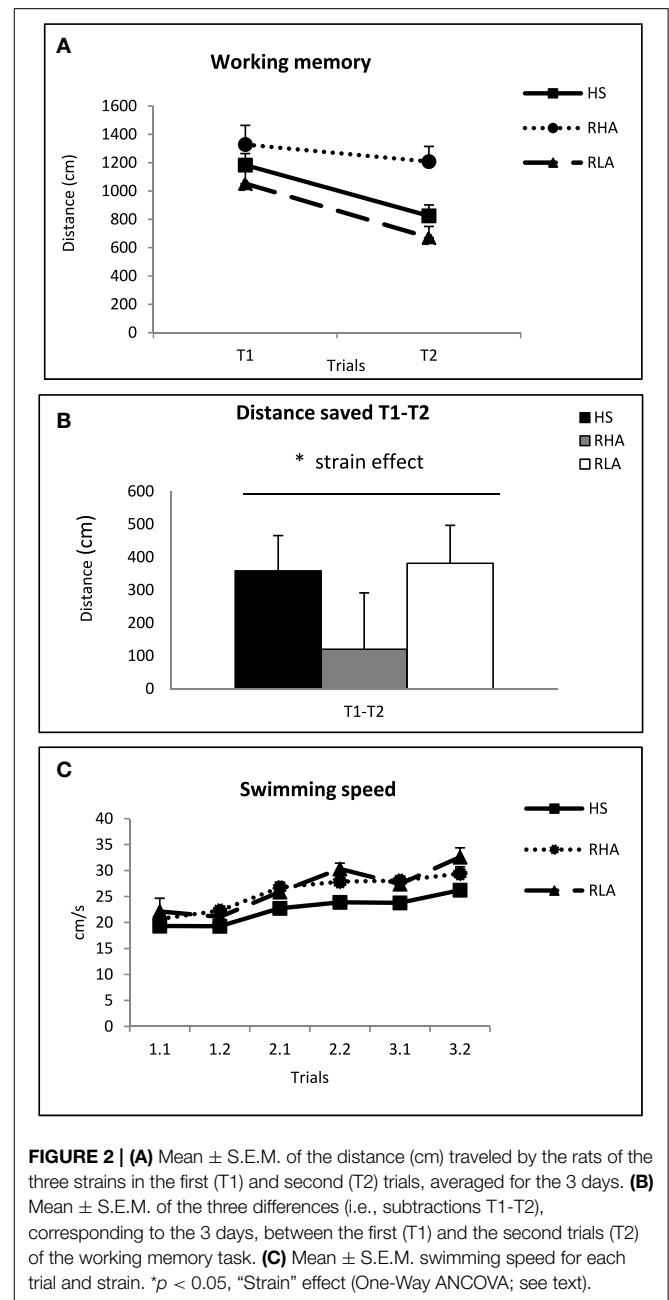 A
Working memory
1600
1400
1200
1000
800
600
400
200
0
Distance (cm)
T1
T2
Trials
HS
RHA
RLA
B
Distance saved T1-T2
* strain effect
600
500
400
300
200
100
0
Distance (cm)
T1-T2
HS
RHA
RLA
C
Swimming speed
40
35
30
25
20
15
10
5
0
cm/s
1.1 1.2 2.1 2.2 3.1 3.2
Trials
HS
RHA
RLA
FIGURE 2 | (A) Mean ± S.E.M. of the distance (cm) traveled by the rats of the
three strains in the first (T1) and second (T2) trials, averaged for the 3 days. (B)
Mean ± S.E.M. of the three differences (i.e., subtractions T1-T2),
corresponding to the 3 days, between the first (T1) and the second trials (T2)
of the working memory task. (C) Mean ± S.E.M. swimming speed for each
trial and strain. *p < 0.05, “Strain” effect (One-Way ANCOVA; see text).